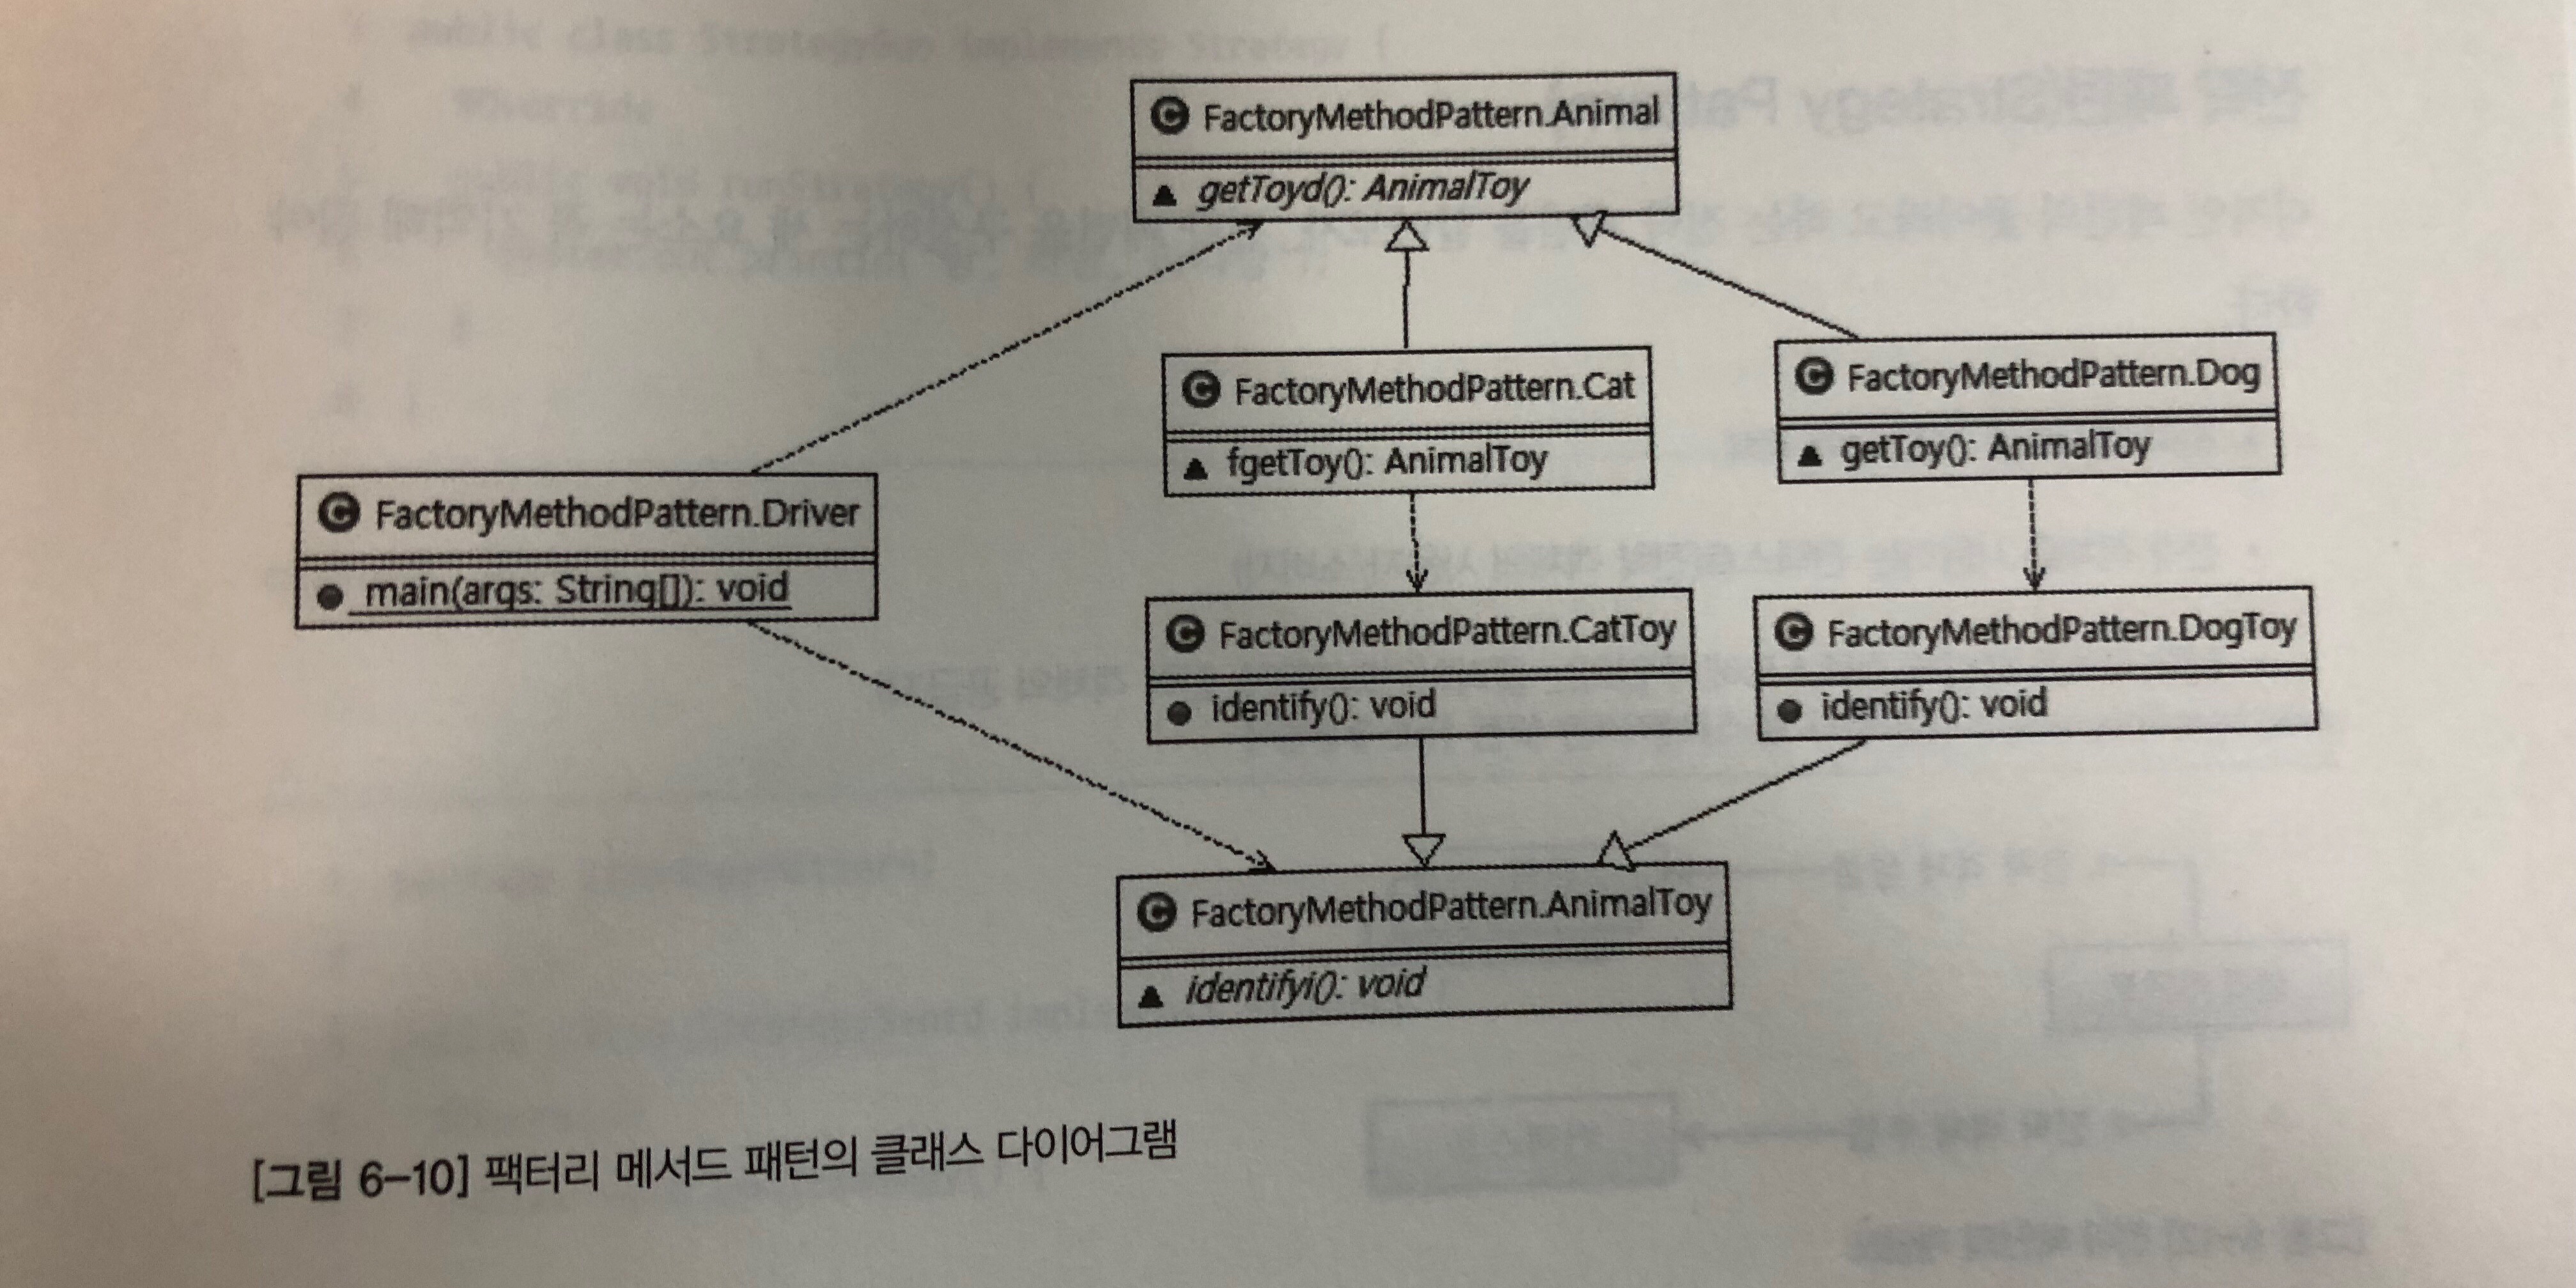 FactoryMethodPattern.Animal
getToyd(): AnimalToy
FactoryMethodPattern.Cat
fgetToy(): AnimalToy
FactoryMethodPattern.Dog
getToy(): AnimalToy
FactoryMethodPattern.Driver
main(args: String[]): void
FactoryMethodPattern.CatToy
identify(): void
FactoryMethodPattern.DogToy
identify(): void
FactoryMethodPattern.AnimalToy
identifyi(): void
[그림 6–10] 팩터리 메서드 패턴의 클래스 다이어그램